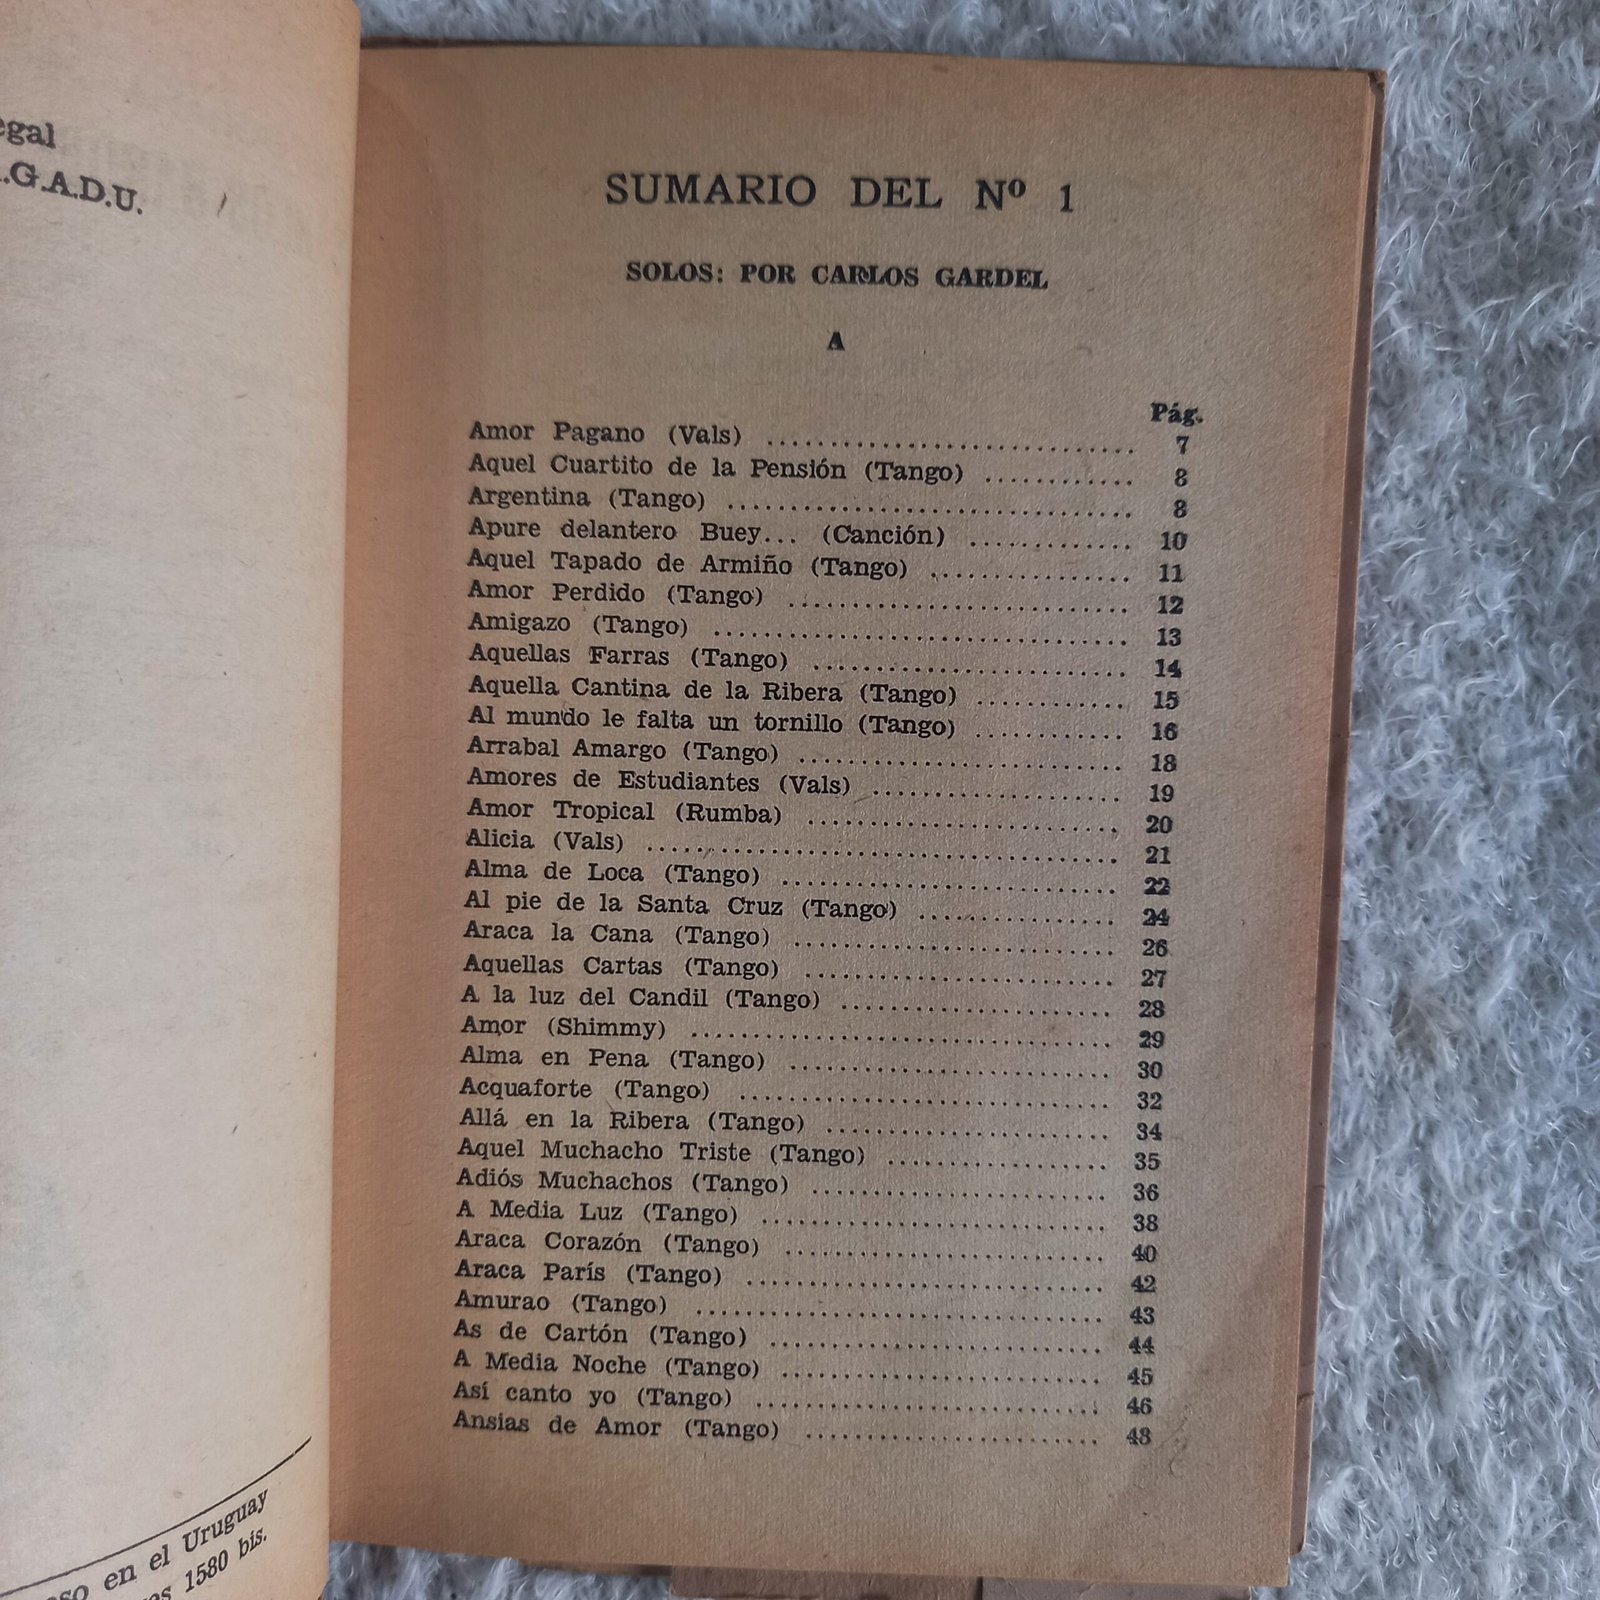 egal
.G.A.D.U.
en el Uruguay
1580 bis.
SUMARIO DEL Nº 1
SOLOS: POR CARLOS GARDEL
A
Pág.
Amor Pagano (Vals) ............................. 7
Aquel Cuartito de la Pensión (Tango) ............ 8
Argentina (Tango) ................................ 8
Apure delantero Buey... (Canción) ............. 10
Aquel Tapado de Armiño (Tango) ................ 11
Amor Perdido (Tango) ........................... 12
Amigazo (Tango) ................................. 13
Aquellas Farras (Tango) ......................... 14
Aquella Cantina de la Ribera (Tango) ............ 15
Al mundo le falta un tornillo (Tango) ............ 16
Arrabal Amargo (Tango) .......................... 18
Amores de Estudiantes (Vals) .................... 19
Amor Tropical (Rumba) ......................... 20
Alicia (Vals) ...................................... 21
Alma de Loca (Tango) ........................... 22
Al pie de la Santa Cruz (Tango) ................ 24
Araca la Cana (Tango) .......................... 26
Aquellas Cartas (Tango) ......................... 27
A la luz del Candil (Tango) ...................... 28
Amor (Shimmy) .................................. 29
Alma en Pena (Tango) .......................... 30
Acquaforte (Tango) .............................. 32
Allá en la Ribera (Tango) ....................... 34
Aquel Muchacho Triste (Tango) .................. 35
Adiós Muchachos (Tango) ........................ 36
A Media Luz (Tango) ............................ 38
Araca Corazón (Tango) .......................... 40
Araca París (Tango) ............................. 42
Amurao (Tango) ................................. 43
As de Cartón (Tango) ........................... 44
A Media Noche (Tango) .......................... 45
Así canto yo (Tango) ............................ 46
Ansias de Amor (Tango) ........................ 48